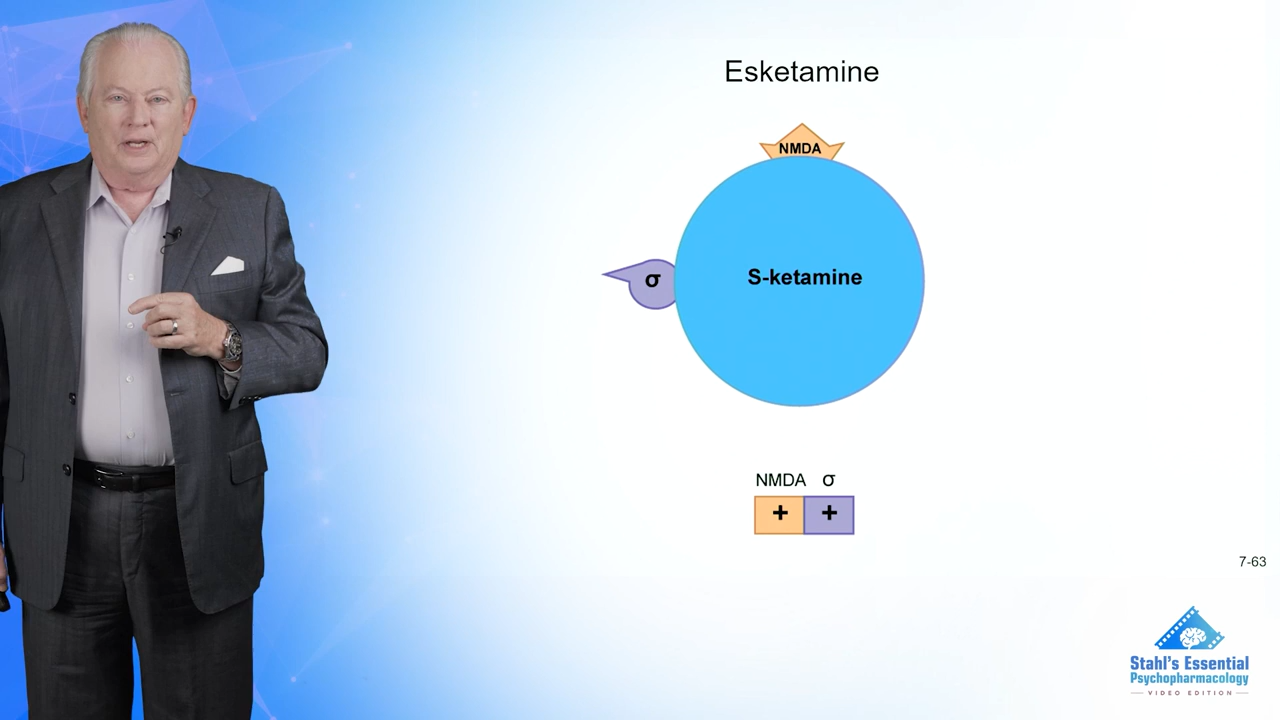 Esketamine
NMDA
σ
S-ketamine
NMDA σ
+ +
7-63
Stahl's Essential
Psychopharmacology
VIDEO EDITION